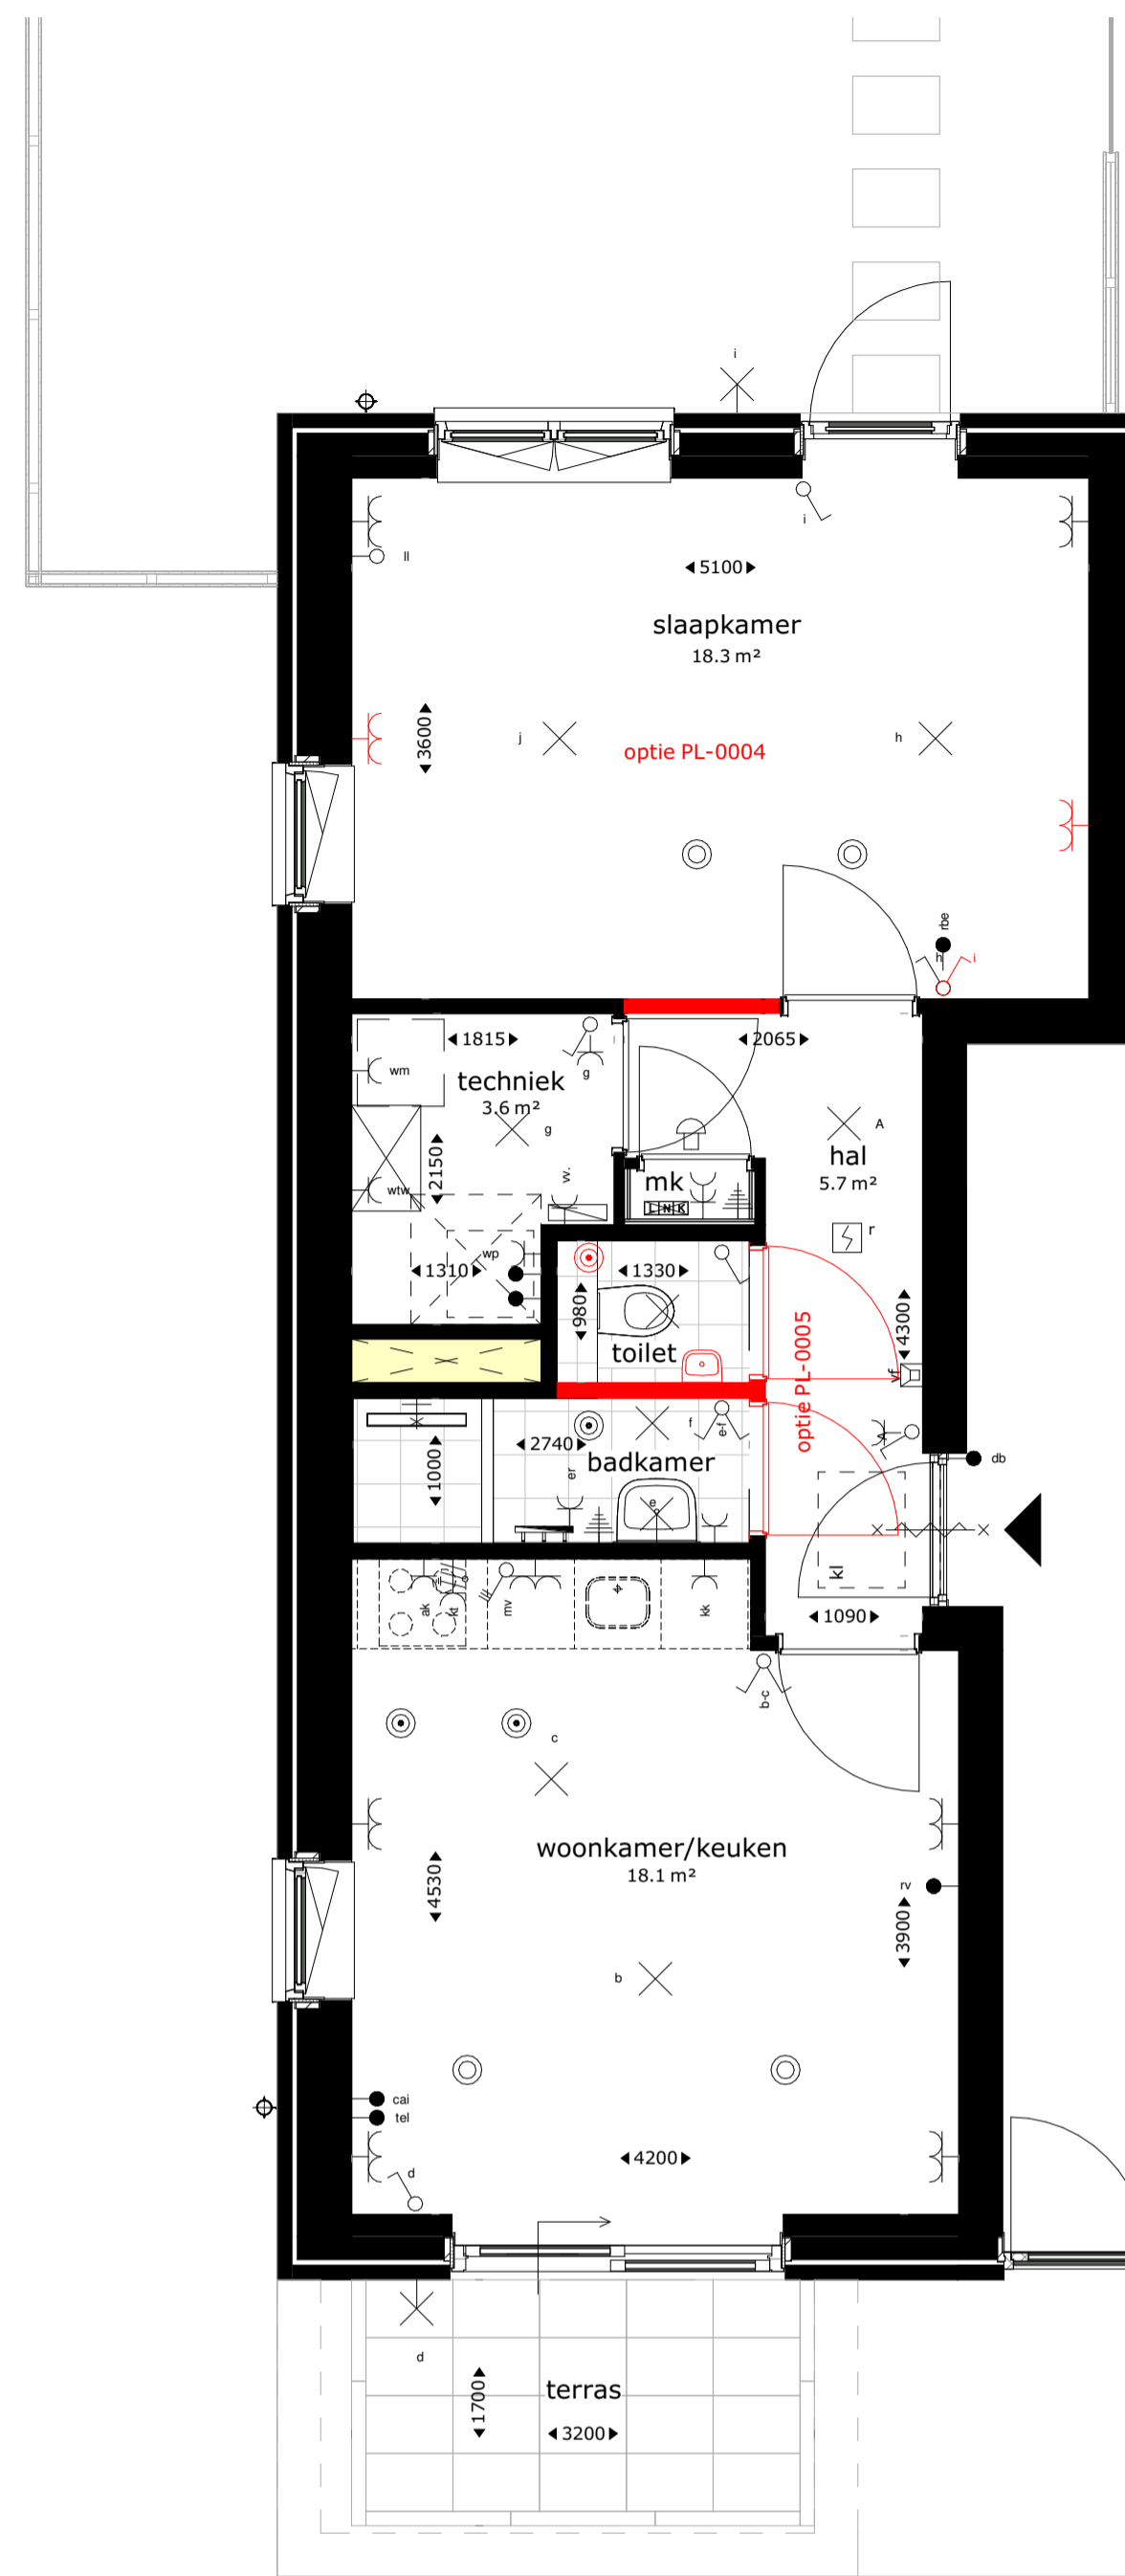 i
i
ll
5100
slaapkamer
18.3 m²
3600
j
optie PL-0004
h
rbe
h
i
1815
2065
wm
techniek
3.6 m²
g
g
A
hal
5.7 m²
2150
wtw
vv.
mk
L N K
r
wp
1310
1330
980
toilet
4300
optie PL-0005
vf
A
f
e-f
2740
badkamer
1000
er
e
db
kl
ak
kt
mv
kk
1090
b-c
c
woonkamer/keuken
18.1 m²
4530
rv
3900
b
cai
tel
4200
d
d
terras
1700
3200